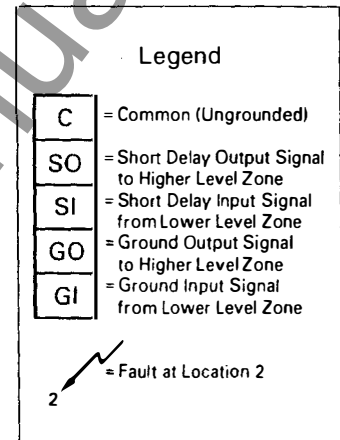 Legend
C = Common (Ungrounded)
SO = Short Delay Output Signal
to Higher Level Zone
SI = Short Delay Input Signal
from Lower Level Zone
GO = Ground Output Signal
to Higher Level Zone
GI = Ground Input Signal
from Lower Level Zone
= Fault at Location 2
2